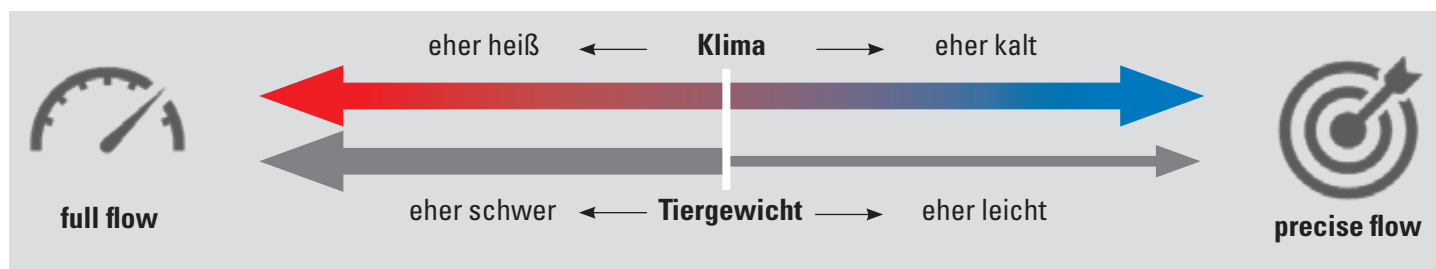 eher heiß Klima eher kalt
full flow
eher schwer Tiergewicht eher leicht
precise flow